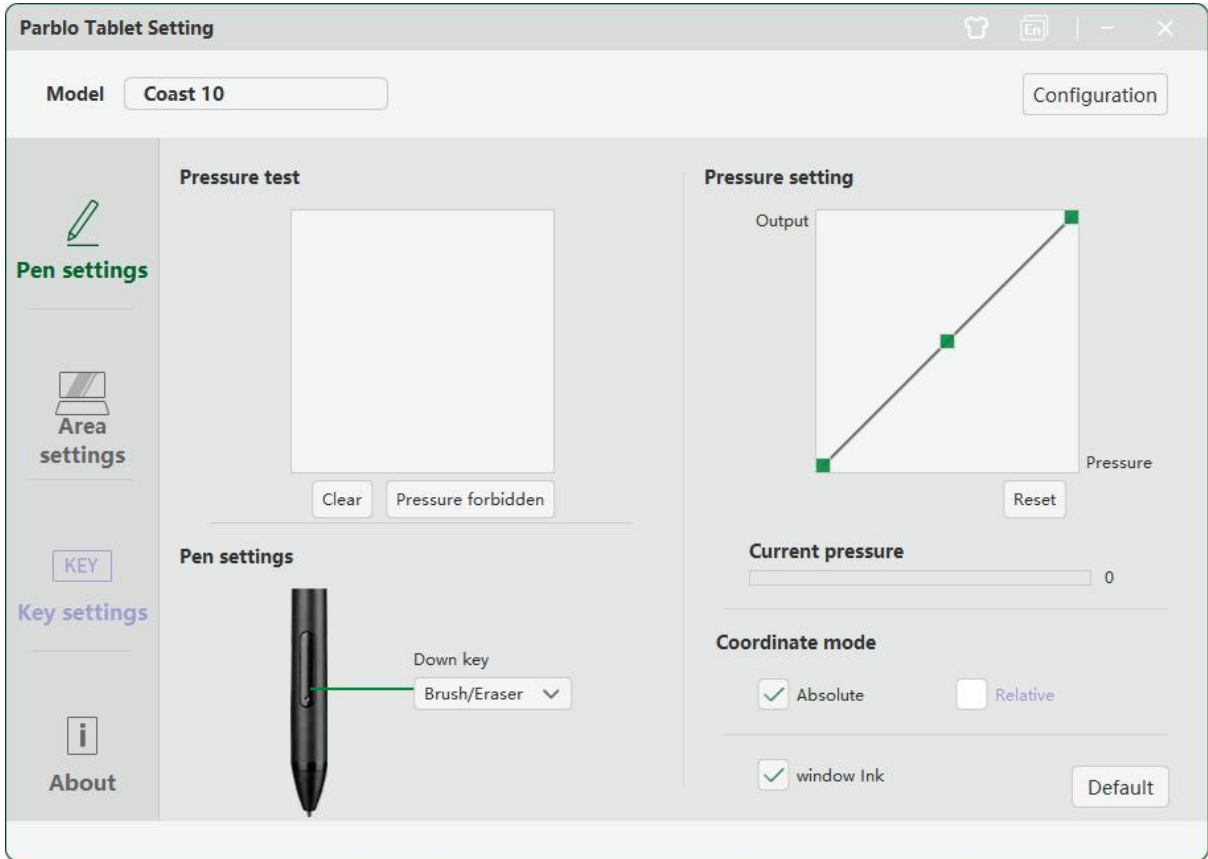 Parblo Tablet Setting
En
Model
Coast 10
Configuration
Pen settings
Area
settings
KEY
Key settings
i
About
Pressure test
Clear
Pressure forbidden
Pen settings
Down key
Brush/Eraser
Pressure setting
Output
Pressure
Reset
Current pressure
0
Coordinate mode
Absolute
Relative
window Ink
Default